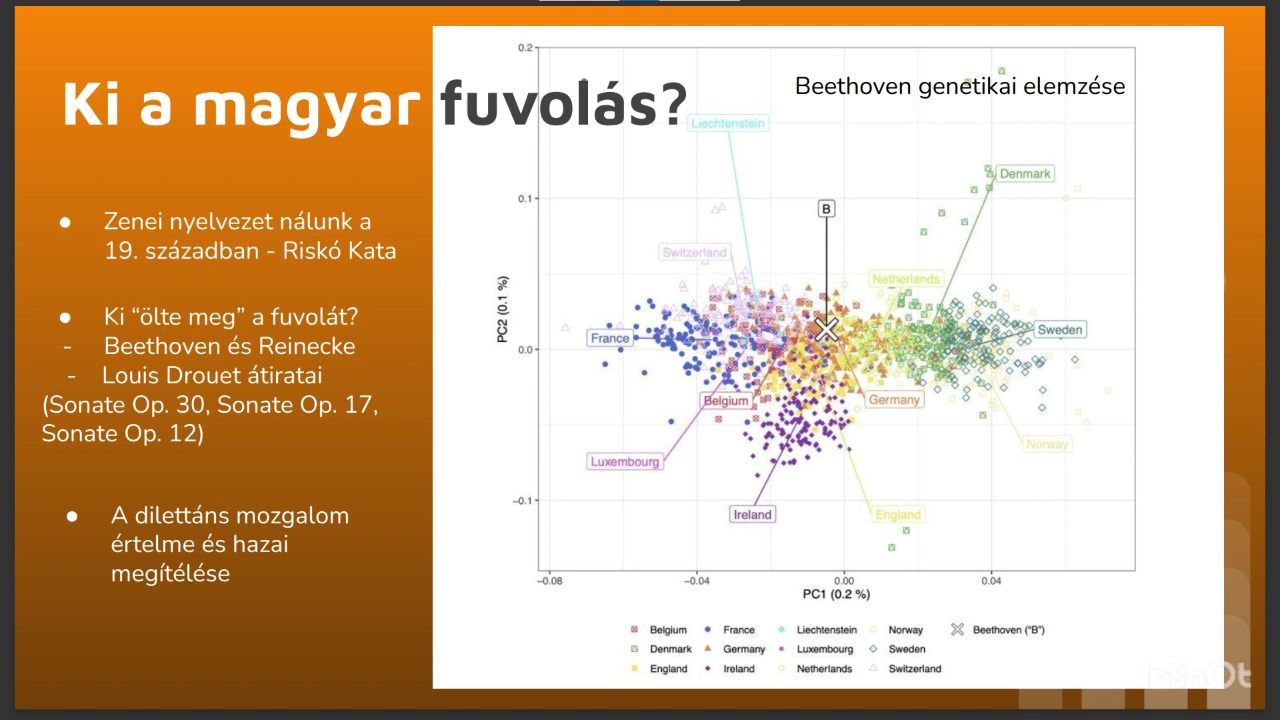 Ki a magyar fuvolás?
Zenei nyelvezet nálunk a
19. században - Riskó Kata
Ki “ölte meg” a fuvolát?
- Beethoven és Reinecke
- Louis Drouet átiratai
(Sonate Op. 30, Sonate Op. 17,
Sonate Op. 12)
A dilettáns mozgalom
értelme és hazai
megítélése
Beethoven genetikai elemzése
0.2
0.1
0.0
−0.1
PC2 (0.1 %)
Liechtenstein
Denmark
B
Switzerland
Netherlands
France
Sweden
Belgium
Germany
Luxembourg
Norway
Ireland
England
−0.08 −0.04 0.00 0.04
PC1 (0.2 %)
Belgium France Liechtenstein Norway Beethoven (“B”)
Denmark Germany Luxembourg Sweden
England Ireland Netherlands Switzerland
InShOt